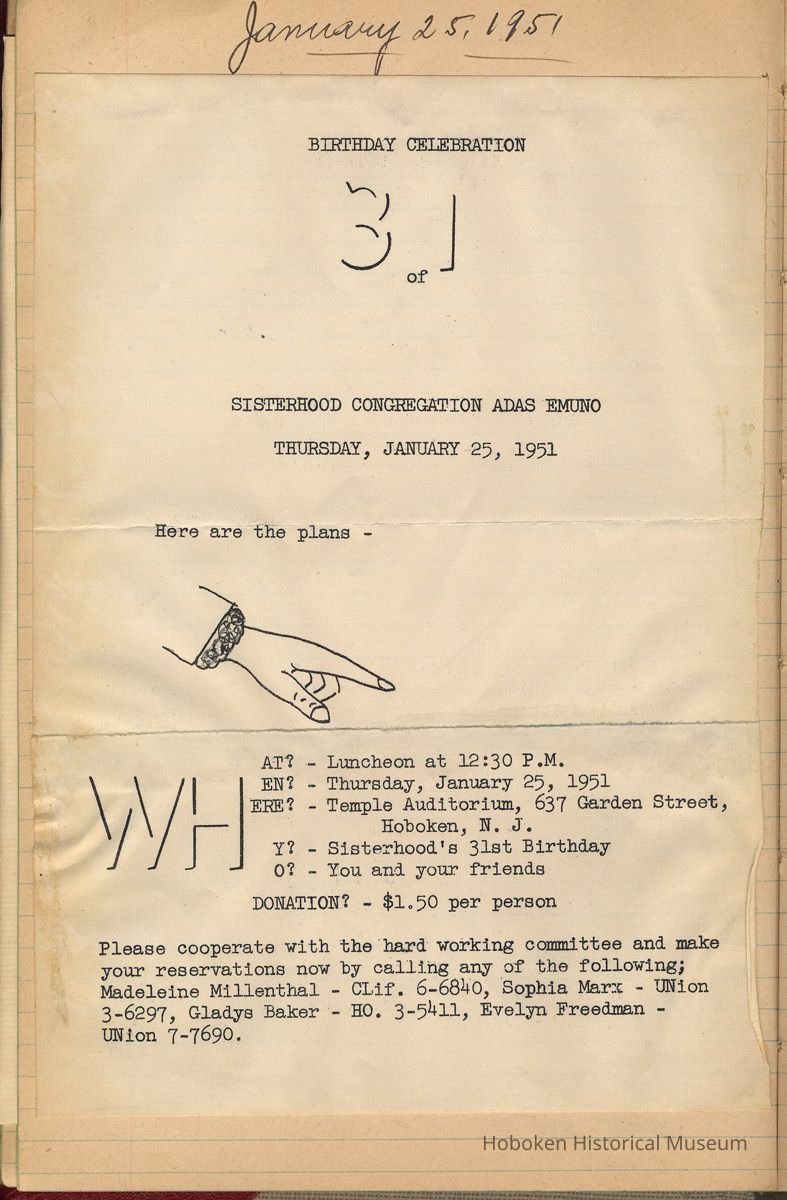 January 25, 1951
BIRTHDAY CELEBRATION
31
of
SISTERHOOD CONGREGATION ADAS EMUNO
THURSDAY, JANUARY 25, 1951
Here are the plans -
WH
AT? - Luncheon at 12:30 P.M.
EN? - Thursday, January 25, 1951
ERE? - Temple Auditorium, 637 Garden Street,
Hoboken, N. J.
Y? - Sisterhood's 31st Birthday
O? - You and your friends
DONATION? - $1.50 per person
Please cooperate with the hard working committee and make
your reservations now by calling any of the following;
Madeleine Millenthal - CLif. 6-6840, Sophia Marx - UNion
3-6297, Gladys Baker - HO. 3-5411, Evelyn Freedman -
UNion 7-7690.
Hoboken Historical Museum